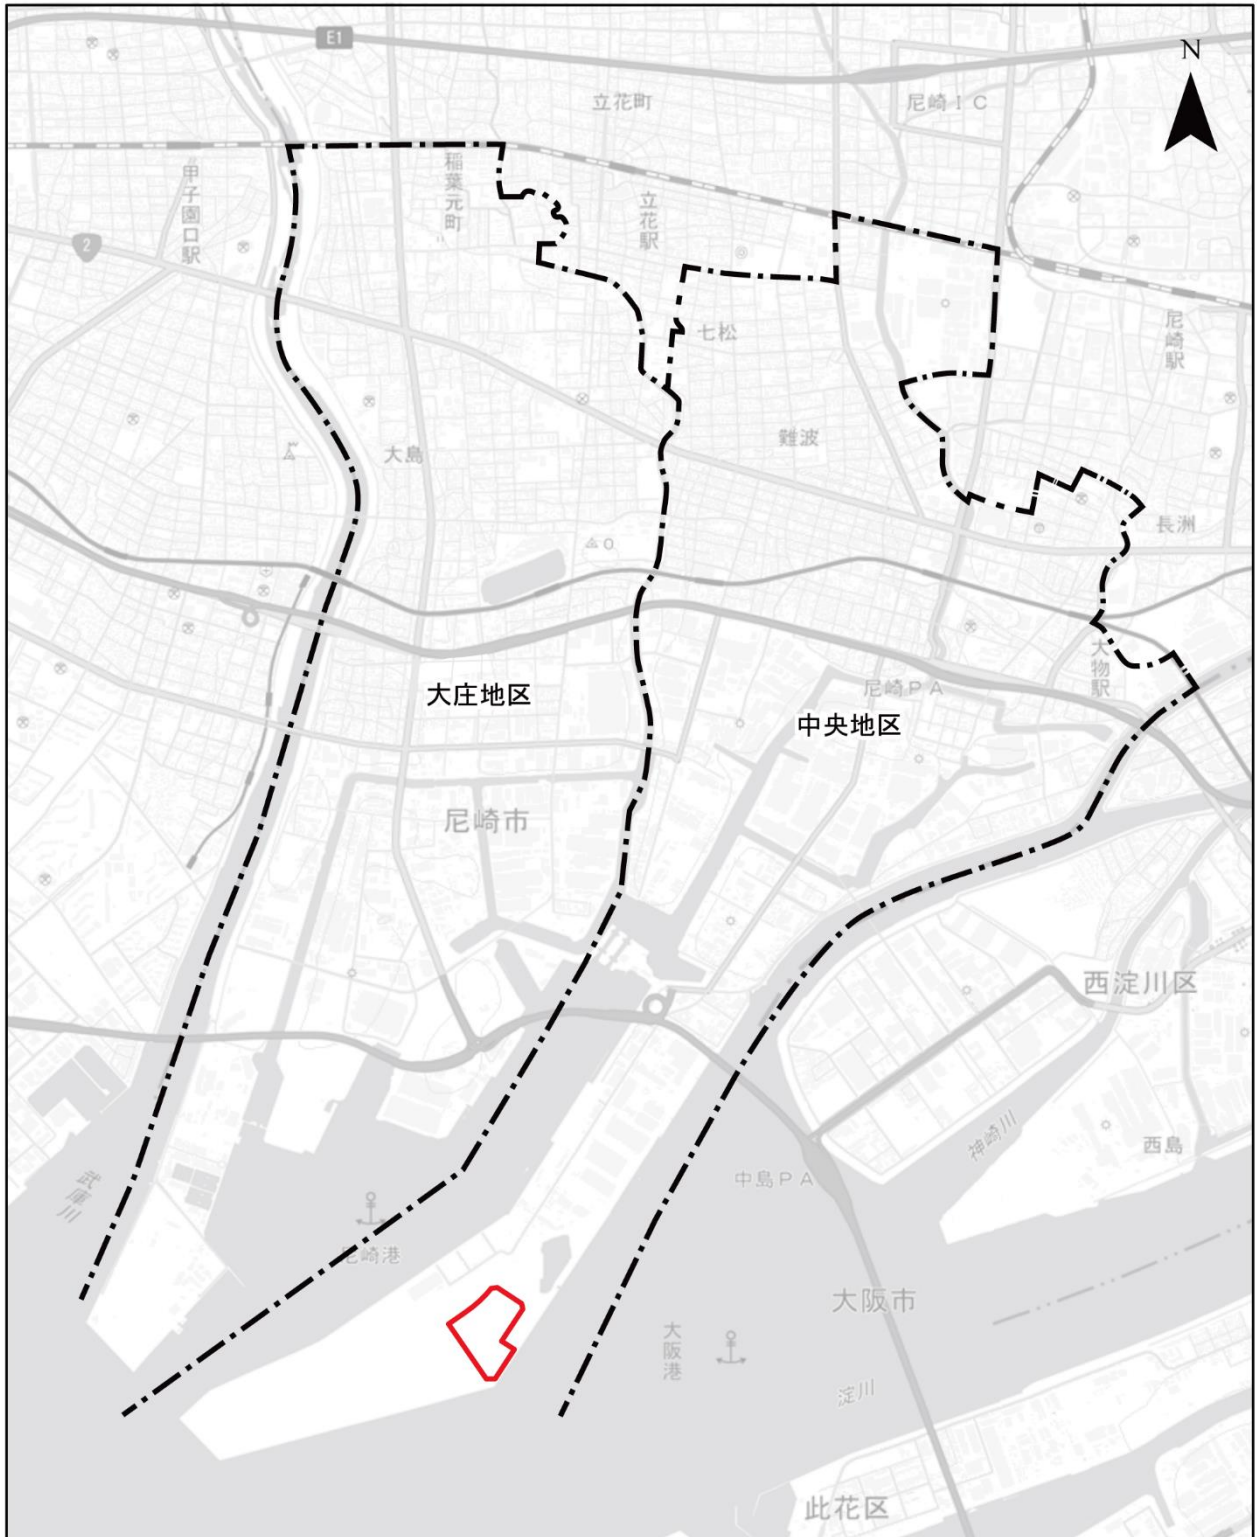 E1
N
立花町
尼崎IC
稲葉元町
甲子園口駅
立花駅
2
七松
尼崎駅
難波
大島
長洲
大物駅
尼崎PA
大庄地区
中央地区
尼崎市
西淀川区
神崎川
西島
武庫川
中島PA
尼崎港
大阪市
大阪港
淀川
此花区